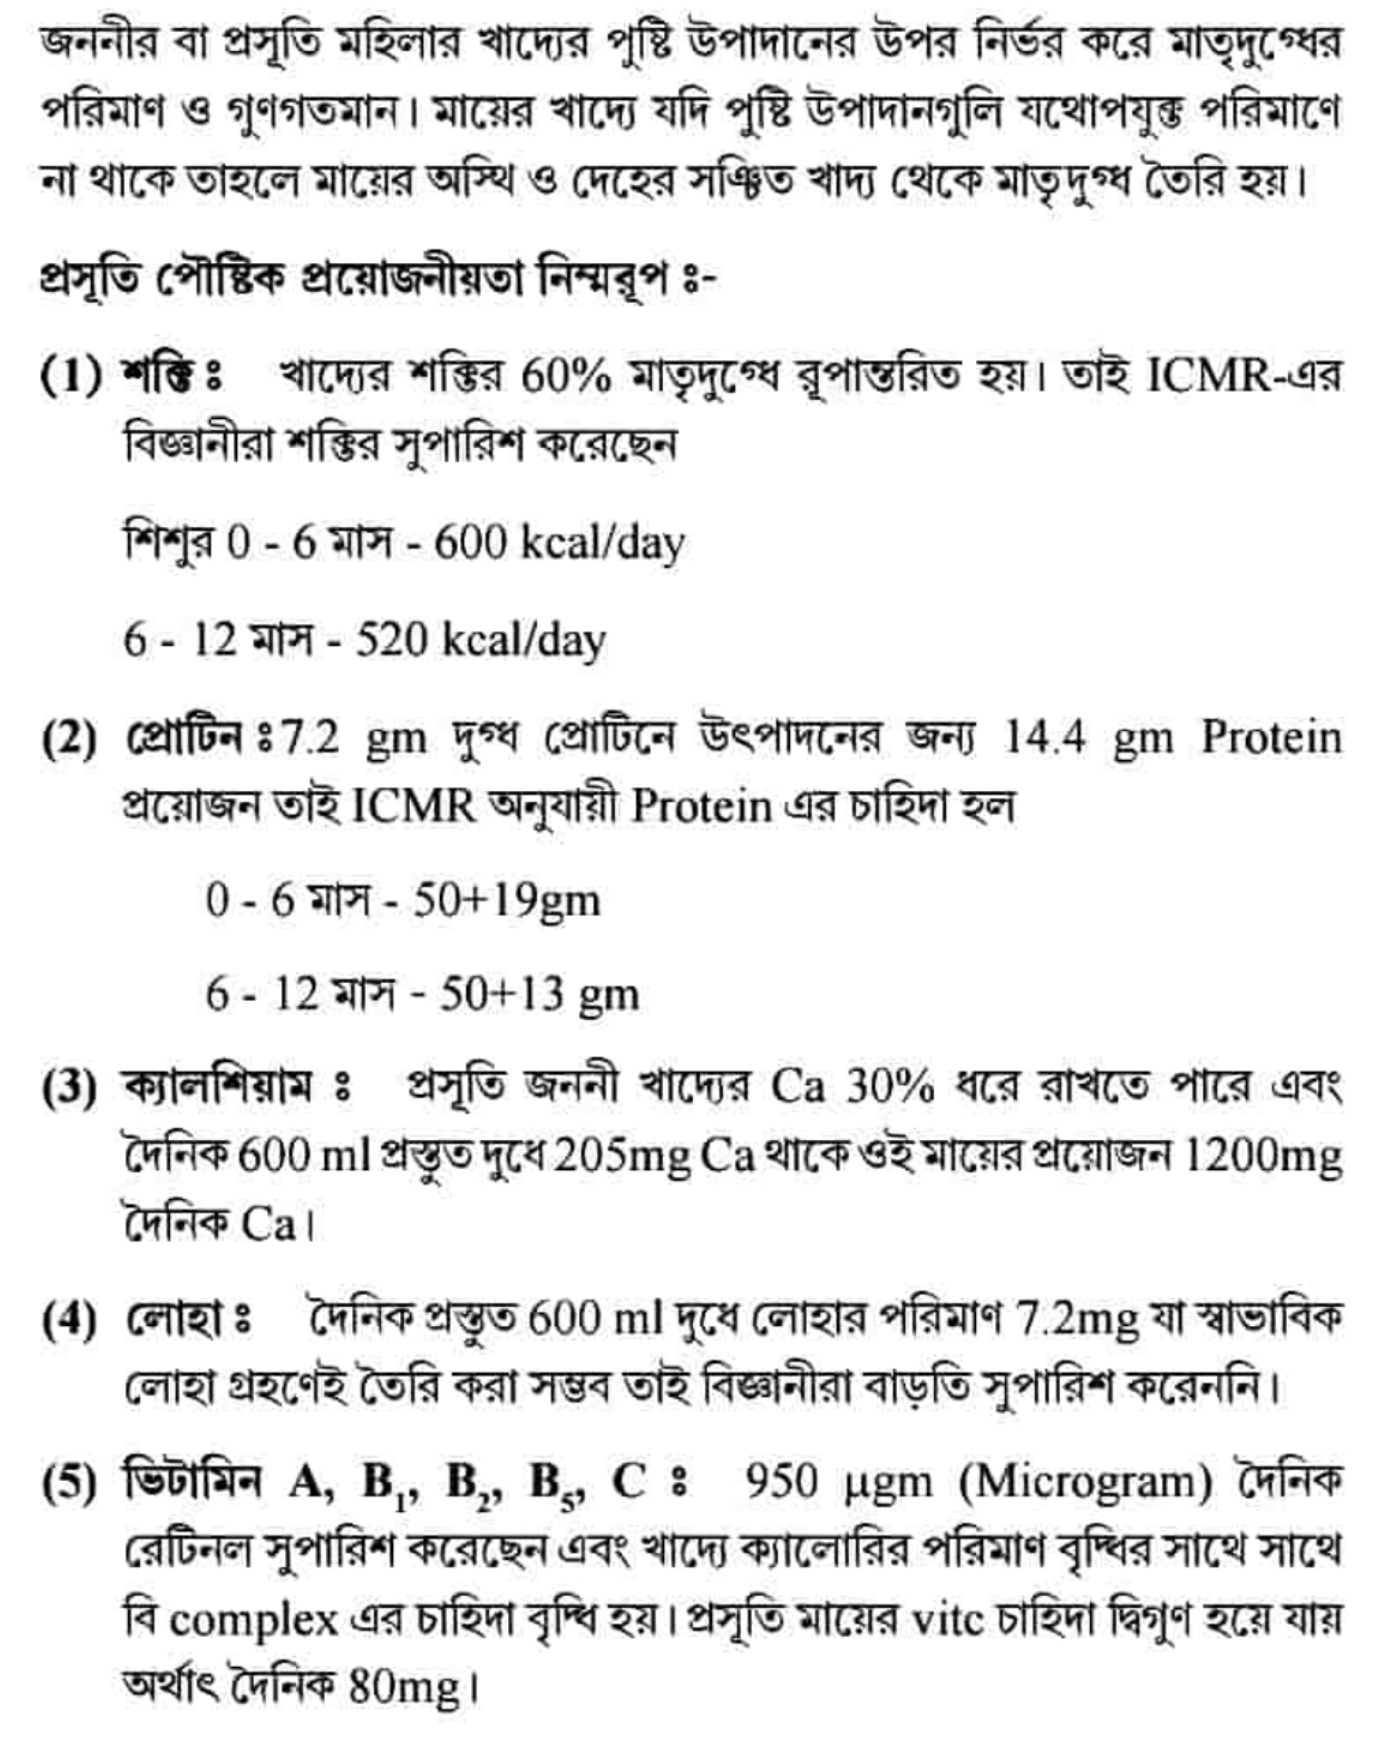 জননীর বা প্রসূতি মহিলার খাদ্যের পুষ্টি উপাদানের উপর নির্ভর করে মাতৃদুগ্ধের
পরিমাণ ও গুণগতমান। মায়ের খাদ্যে যদি পুষ্টি উপাদানগুলি যথোপযুক্ত পরিমাণে
না থাকে তাহলে মায়ের অস্থি ও দেহের সঞ্চিত খাদ্য থেকে মাতৃদুগ্ধ তৈরি হয়।
প্রসূতি পৌষ্টিক প্রয়োজনীয়তা নিম্মরূপ ঃ-
(1) শক্তি ঃ খাদ্যের শক্তির 60% মাতৃদুগ্ধে রূপান্তরিত হয়। তাই ICMR-এর
বিজ্ঞানীরা শক্তির সুপারিশ করেছেন
শিশুর 0 - 6 মাস - 600 kcal/day
6 - 12 মাস - 520 kcal/day
(2) প্রোটিন ঃ 7.2 gm দুগ্ধ প্রোটিনে উৎপাদনের জন্য 14.4 gm Protein
প্রয়োজন তাই ICMR অনুযায়ী Protein এর চাহিদা হল
0 - 6 মাস - 50+19gm
6 - 12 মাস - 50+13 gm
(3) ক্যালশিয়াম ঃ প্রসূতি জননী খাদ্যের Ca 30% ধরে রাখতে পারে এবং
দৈনিক 600 ml প্রস্তুত দুধে 205mg Ca থাকে ওই মায়ের প্রয়োজন 1200mg
দৈনিক Ca।
(4) লোহা ঃ দৈনিক প্রস্তুত 600 ml দুধে লোহার পরিমাণ 7.2mg যা স্বাভাবিক
লোহা গ্রহণেই তৈরি করা সম্ভব তাই বিজ্ঞানীরা বাড়তি সুপারিশ করেননি।
(5) ভিটামিন A, B₁, B₂, B₅, C ঃ 950 µgm (Microgram) দৈনিক
রেটিনল সুপারিশ করেছেন এবং খাদ্যে ক্যালোরির পরিমাণ বৃদ্ধির সাথে সাথে
বি complex এর চাহিদা বৃদ্ধি হয়। প্রসূতি মায়ের vitc চাহিদা দ্বিগুণ হয়ে যায়
অর্থাৎ দৈনিক 80mg।